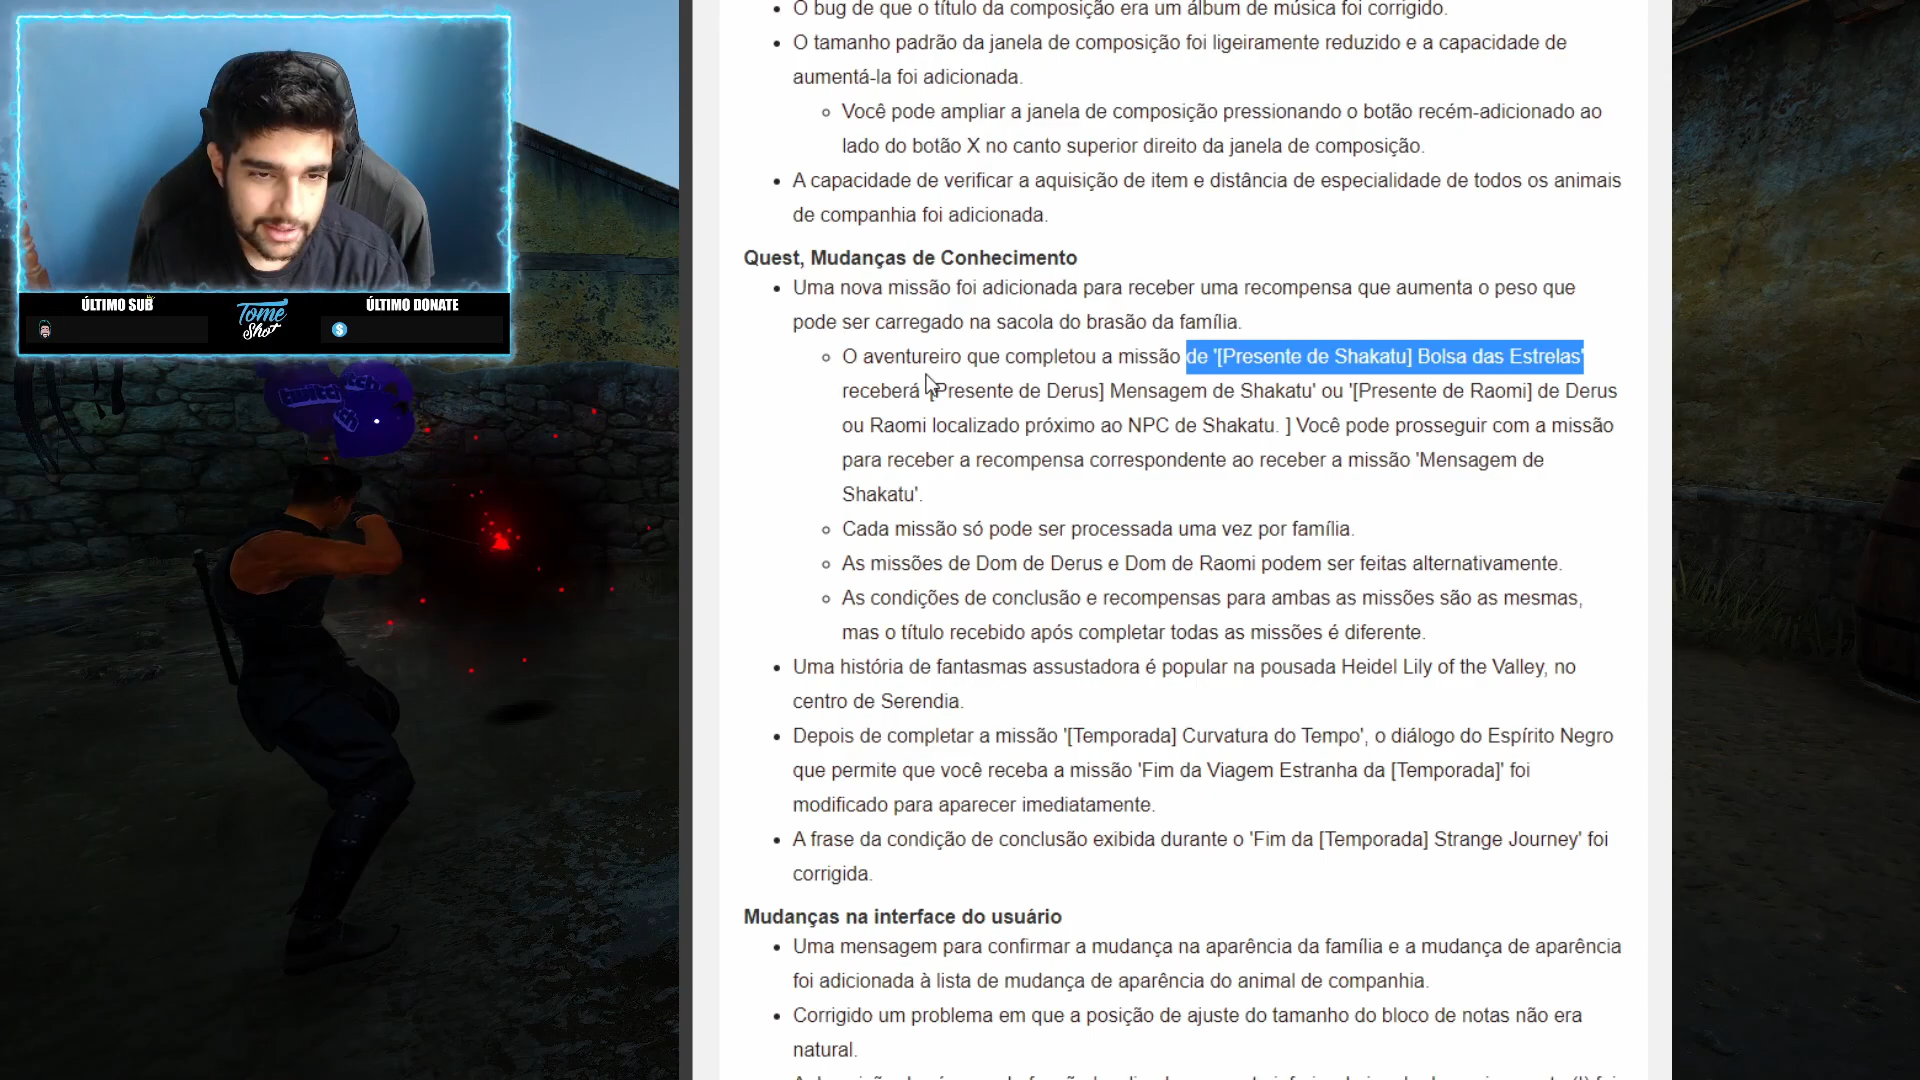 ÚLTIMO SUB
Tome
Shot
ÚLTIMO DONATE
$
twitch
O bug de que o título da composição era um álbum de música foi corrigido.
O tamanho padrão da janela de composição foi ligeiramente reduzido e a capacidade de
aumentá-la foi adicionada.
Você pode ampliar a janela de composição pressionando o botão recém-adicionado ao
lado do botão X no canto superior direito da janela de composição.
A capacidade de verificar a aquisição de item e distância de especialidade de todos os animais
de companhia foi adicionada.
Quest, Mudanças de Conhecimento
Uma nova missão foi adicionada para receber uma recompensa que aumenta o peso que
pode ser carregado na sacola do brasão da família.
O aventureiro que completou a missão de '[Presente de Shakatu] Bolsa das Estrelas'
receberá '[Presente de Derus] Mensagem de Shakatu' ou '[Presente de Raomi] de Derus
ou Raomi localizado próximo ao NPC de Shakatu. ] Você pode prosseguir com a missão
para receber a recompensa correspondente ao receber a missão 'Mensagem de
Shakatu'.
Cada missão só pode ser processada uma vez por família.
As missões de Dom de Derus e Dom de Raomi podem ser feitas alternativamente.
As condições de conclusão e recompensas para ambas as missões são as mesmas,
mas o título recebido após completar todas as missões é diferente.
Uma história de fantasmas assustadora é popular na pousada Heidel Lily of the Valley, no
centro de Serendia.
Depois de completar a missão '[Temporada] Curvatura do Tempo', o diálogo do Espírito Negro
que permite que você receba a missão 'Fim da Viagem Estranha da [Temporada]' foi
modificado para aparecer imediatamente.
A frase da condição de conclusão exibida durante o 'Fim da [Temporada] Strange Journey' foi
corrigida.
Mudanças na interface do usuário
Uma mensagem para confirmar a mudança na aparência da família e a mudança de aparência
foi adicionada à lista de mudança de aparência do animal de companhia.
Corrigido um problema em que a posição de ajuste do tamanho do bloco de notas não era
natural.